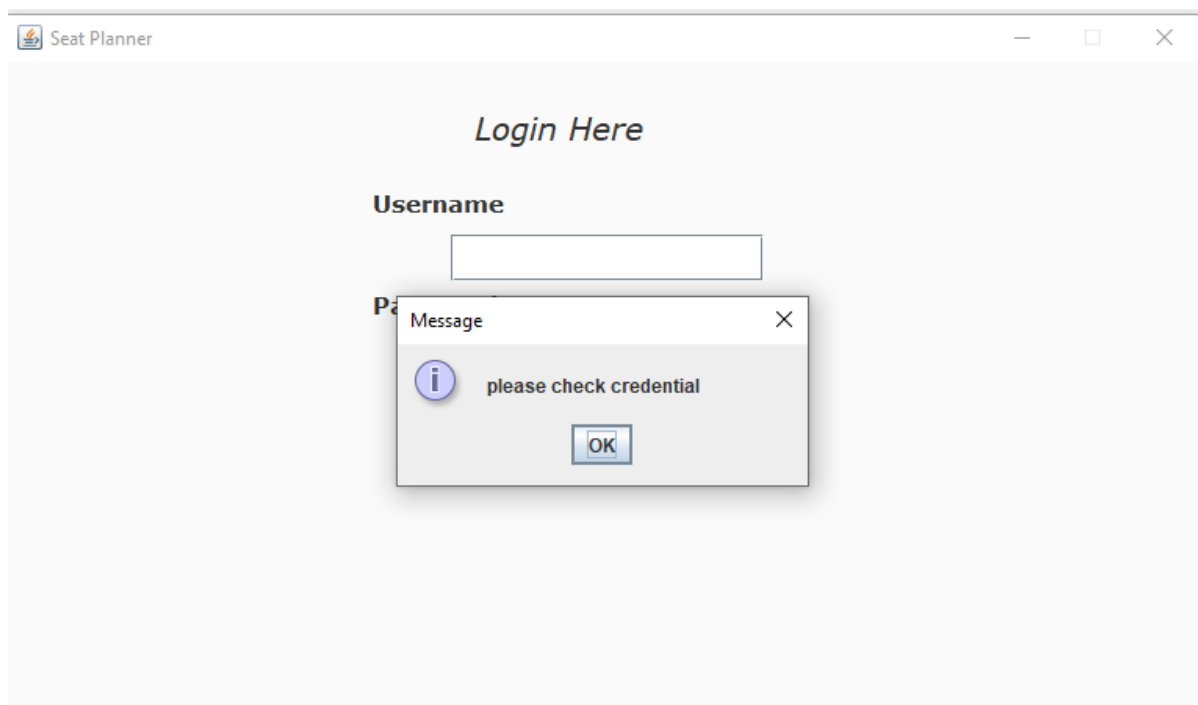 Seat Planner
Login Here
Username
Message
please check credential
OK